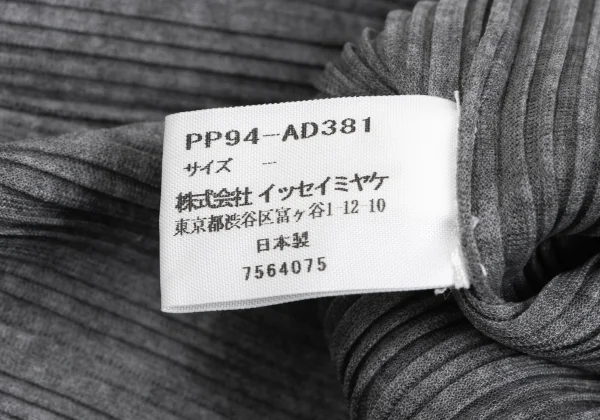 PP94-AD381
サイズ --
株式会社 イッセイミヤケ
東京都渋谷区富ヶ谷1-12-10
日本製
7564075